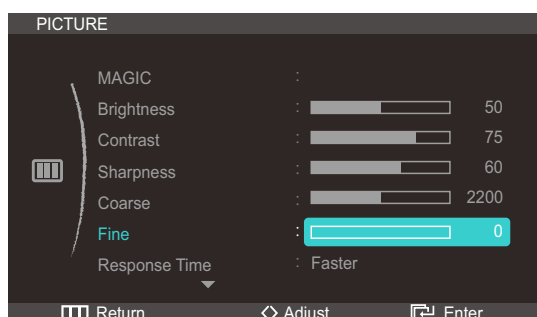 PICTURE
MAGIC :
Brightness : 50
Contrast : 75
Sharpness : 60
Coarse : 2200
Fine : 0
Response Time : Faster
Return Adjust Enter